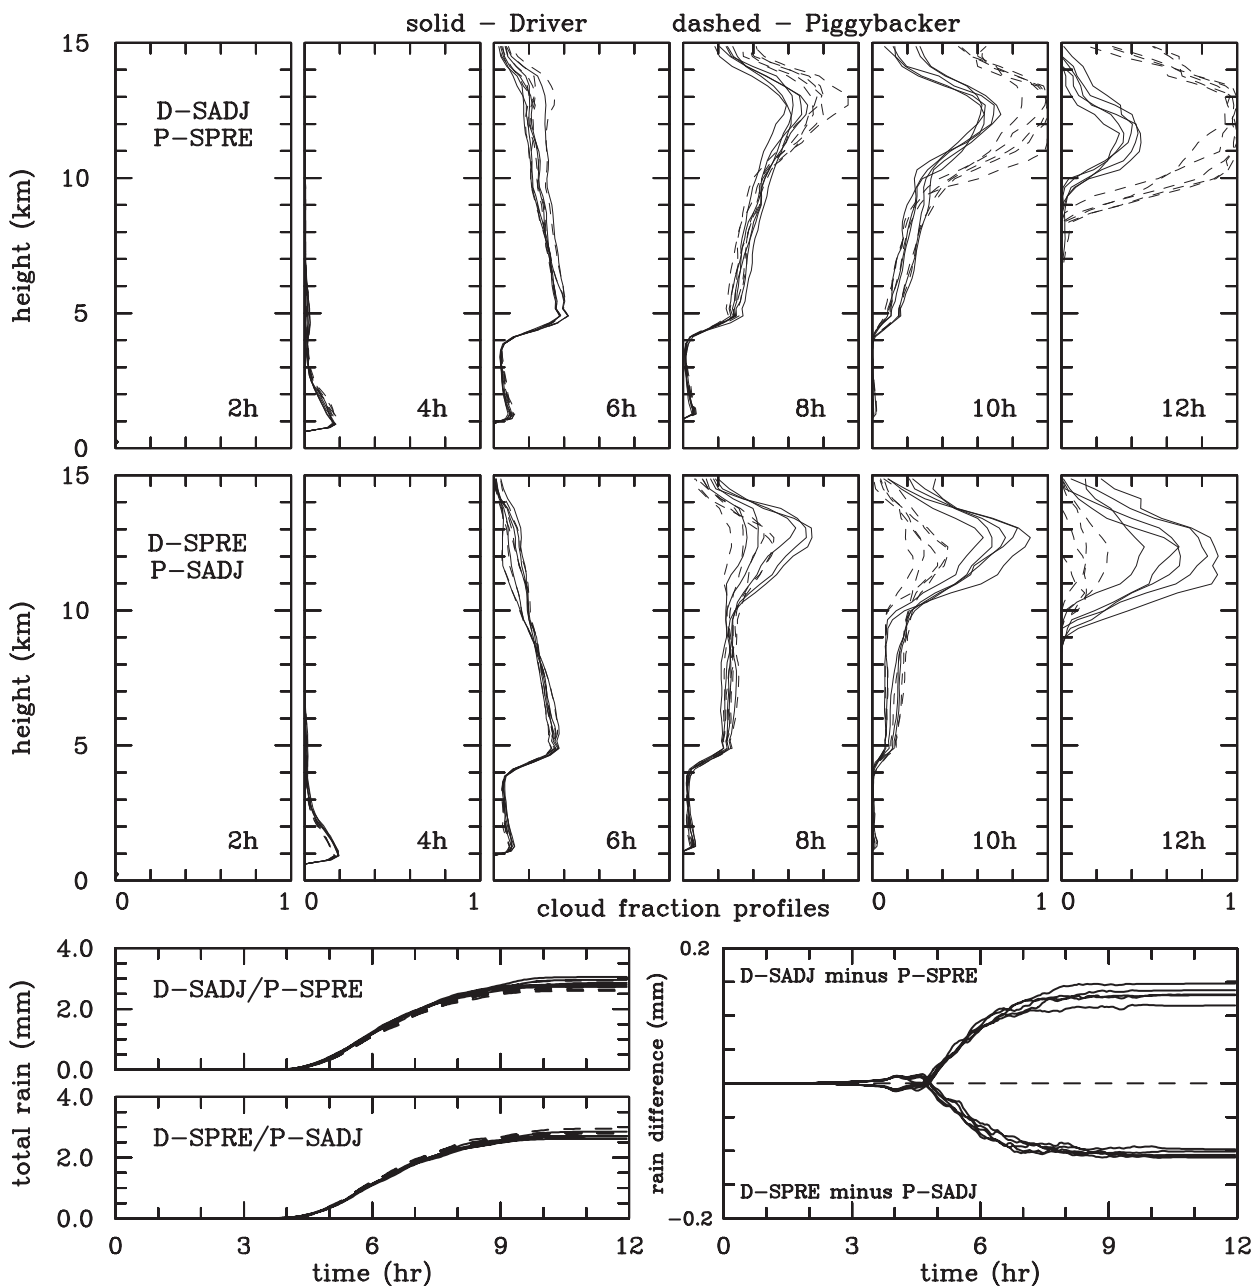 solid – Driver dashed – Piggybacker
15
10
5
0
height (km)
D–SADJ
P–SPRE
2h 4h 6h 8h 10h 12h
15
10
5
0
height (km)
D–SPRE
P–SADJ
2h 4h 6h 8h 10h 12h
0 1 0 1 0 1 0 1
cloud fraction profiles
4.0
2.0
0.0
D–SADJ/P–SPRE
4.0
2.0
0.0
D–SPRE/P–SADJ
total rain (mm)
0 3 6 9 12
time (hr)
0.2
−0.2
rain difference (mm)
D–SADJ minus P–SPRE
D–SPRE minus P–SADJ
0 3 6 9 12
time (hr)